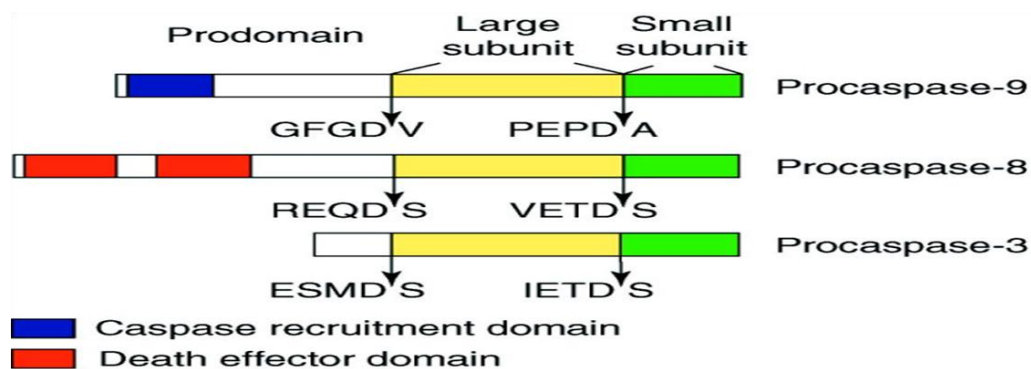 Prodomain Large subunit Small subunit
Procaspase-9
GFGD V PEPD A
Procaspase-8
REQD S VETD S
Procaspase-3
ESMD S IETD S
Caspase recruitment domain
Death effector domain